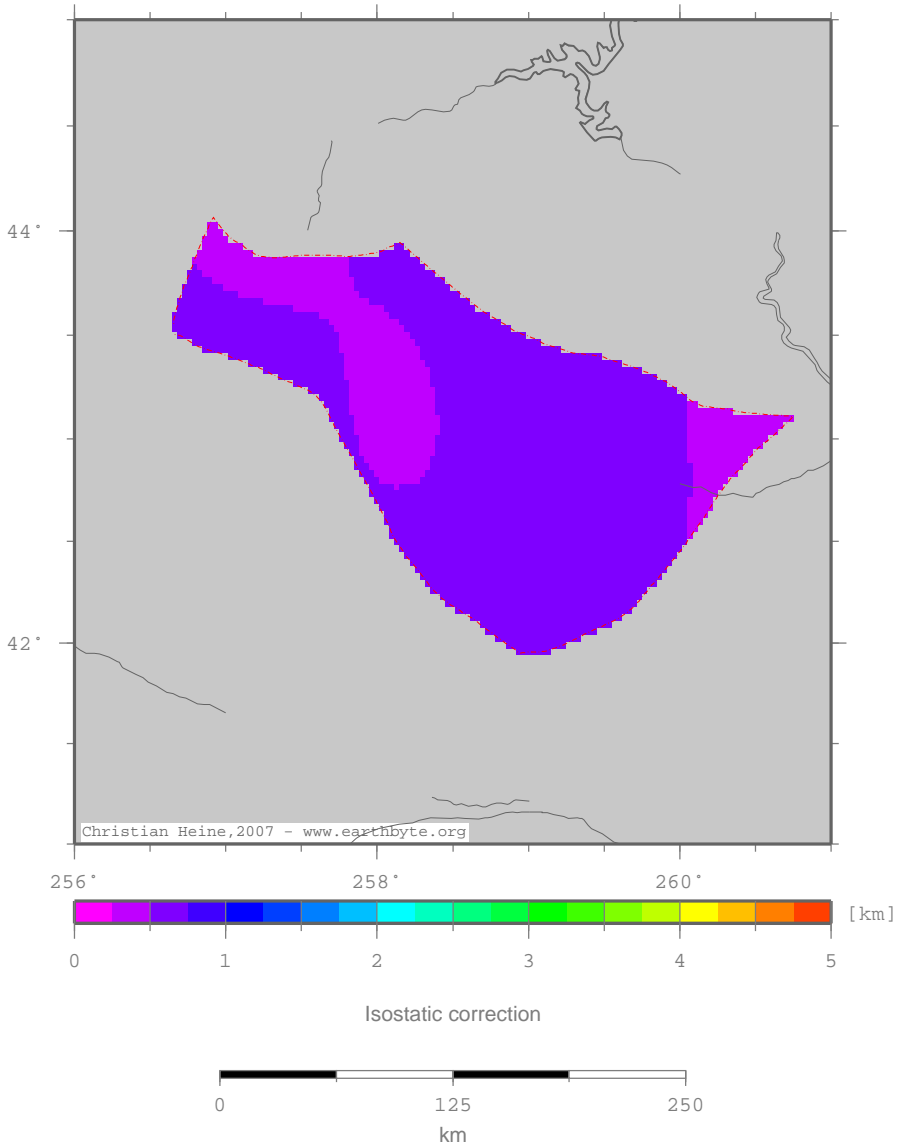 44°
42°
Christian Heine,2007 - www.earthbyte.org
256° 258° 260°
[km]
0 1 2 3 4 5
Isostatic correction
0 125 250
km